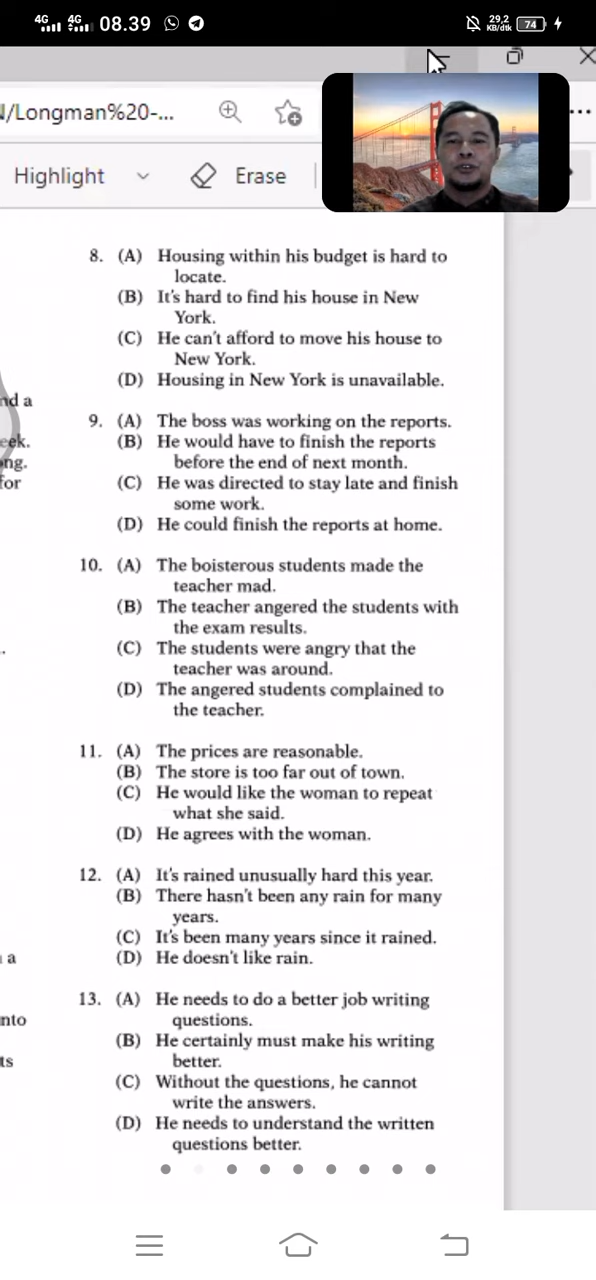 4G 4G 08.39 29,2 KB/dtk 74
/Longman%20-...
Highlight Erase
8. (A) Housing within his budget is hard to
locate.
(B) It's hard to find his house in New
York.
(C) He can't afford to move his house to
New York.
(D) Housing in New York is unavailable.
nd a
9. (A) The boss was working on the reports.
eek. (B) He would have to finish the reports
ng. before the end of next month.
for (C) He was directed to stay late and finish
some work.
(D) He could finish the reports at home.
10. (A) The boisterous students made the
teacher mad.
(B) The teacher angered the students with
the exam results.
(C) The students were angry that the
teacher was around.
(D) The angered students complained to
the teacher.
11. (A) The prices are reasonable.
(B) The store is too far out of town.
(C) He would like the woman to repeat
what she said.
(D) He agrees with the woman.
12. (A) It's rained unusually hard this year.
(B) There hasn't been any rain for many
years.
(C) It's been many years since it rained.
a (D) He doesn't like rain.
13. (A) He needs to do a better job writing
nto questions.
(B) He certainly must make his writing
ts better.
(C) Without the questions, he cannot
write the answers.
(D) He needs to understand the written
questions better.